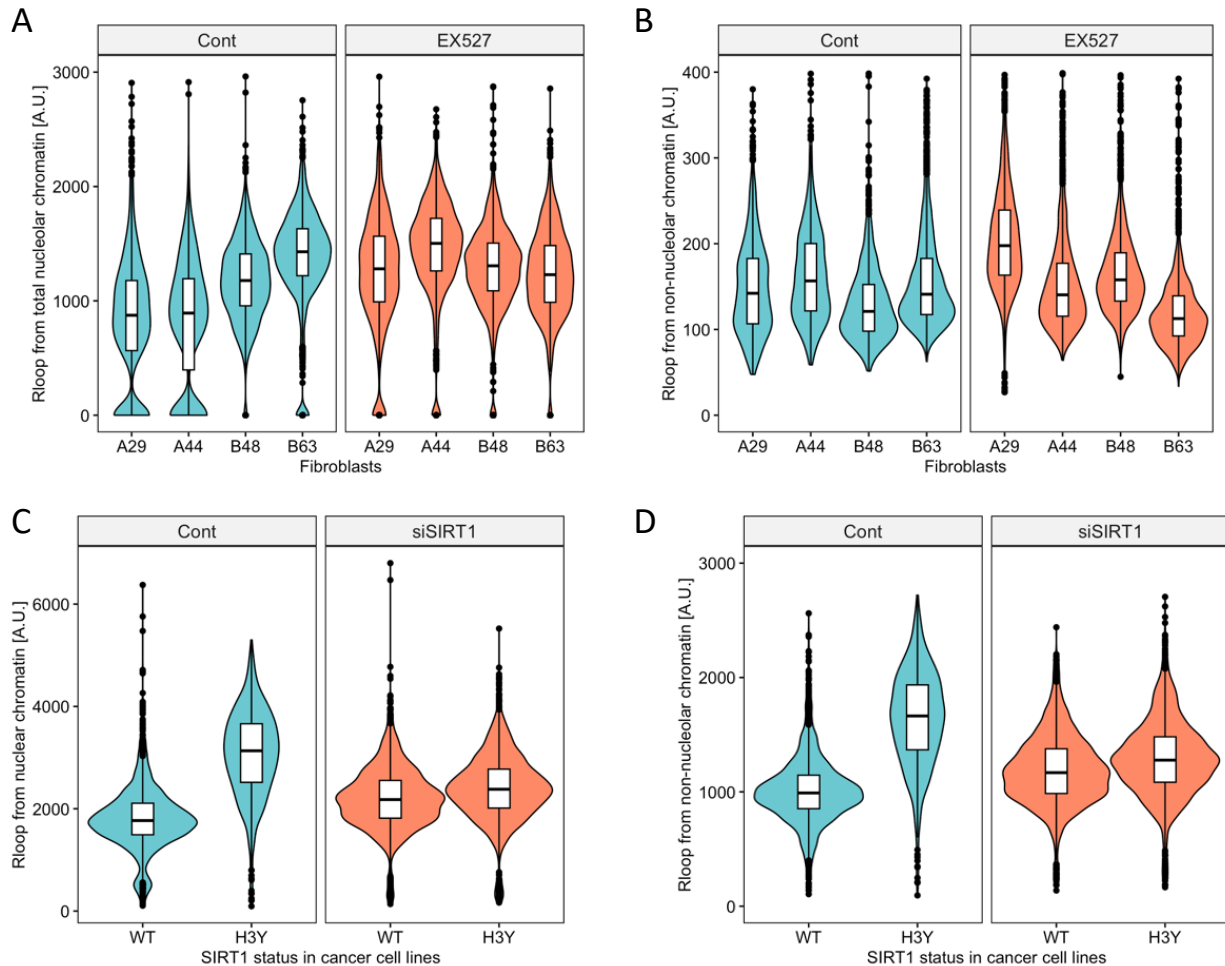 A
Cont
EX527
Rloop from total nucleolar chromatin [A.U.]
3000
2000
1000
0
A29 A44 B48 B63 A29 A44 B48 B63
Fibroblasts
B
Cont
EX527
Rloop from non-nucleolar chromatin [A.U.]
400
300
200
100
0
A29 A44 B48 B63 A29 A44 B48 B63
Fibroblasts
C
Cont
siSIRT1
Rloop from nuclear chromatin [A.U.]
6000
4000
2000
0
WT H3Y WT H3Y
SIRT1 status in cancer cell lines
D
Cont
siSIRT1
Rloop from non-nucleolar chromatin [A.U.]
3000
2000
1000
0
WT H3Y WT H3Y
SIRT1 status in cancer cell lines